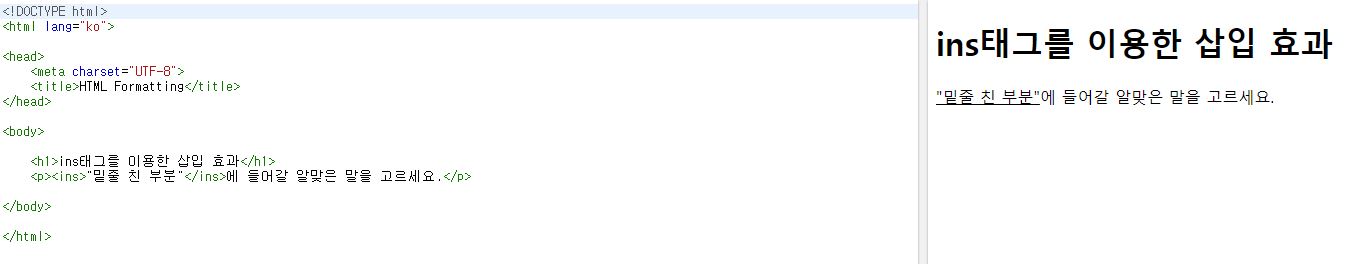 <!DOCTYPE html>
<html lang="ko">
<head>
<meta charset="UTF-8">
<title>HTML Formatting</title>
</head>
<body>
<h1>ins태그를 이용한 삽입 효과</h1>
<p><ins>"밑줄 친 부분"</ins>에 들어갈 알맞은 말을 고르세요.</p>
</body>
</html>
ins태그를 이용한 삽입 효과
"밑줄 친 부분"에 들어갈 알맞은 말을 고르세요.